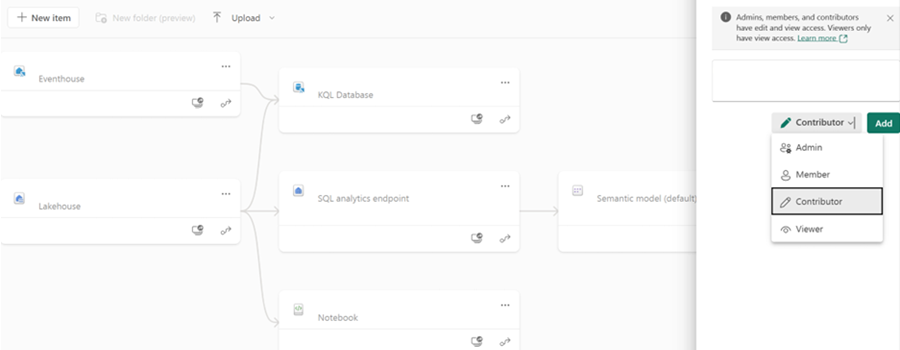 New item
New folder (preview)
Upload
Eventhouse
KQL Database
Lakehouse
SQL analytics endpoint
Semantic model (default)
Notebook
Admins, members, and contributors
have edit and view access. Viewers only
have view access. Learn more
Contributor
Add
Admin
Member
Contributor
Viewer